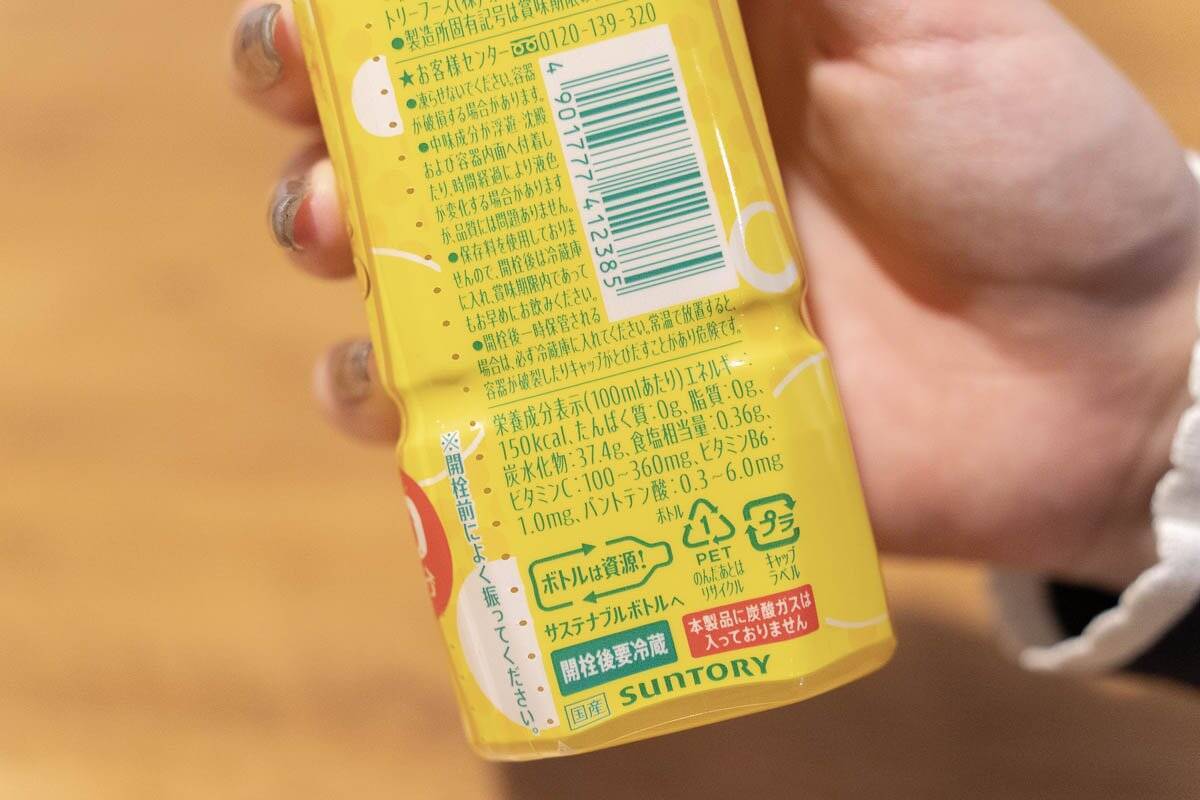 トリーフーズ(株)
●製造所固有記号は賞味期限
★お客様センター 0120-139-320
●凍らせないでください。容器
が破損する場合があります。
●中味成分が浮遊・沈殿
および容器内面へ付着し
たり、時間経過により液色
が変化する場合があります
が、品質には問題ありません。
●保存料を使用しておりま
せんので、開栓後は冷蔵庫
に入れ、賞味期限内であって
もお早めにお飲みください。
●開栓後一時保管される
場合は、必ず冷蔵庫に入れてください。常温で放置すると、
容器が破裂したりキャップがとびだすことがあり危険です。
4 901777 412385
栄養成分表示(100mlあたり)エネルギー:
150kcal、たんぱく質:0g、脂質:0g、
炭水化物:37.4g、食塩相当量:0.36g、
ビタミンC:100~360mg、ビタミンB6:
1.0mg、パントテン酸:0.3~6.0mg
※開栓前によく振ってください。
ボトルは資源!
サステナブルボトルへ
ボトル
1
PET
のんだあとは
リサイクル
プラ
キャップ
ラベル
開栓後要冷蔵
本製品に炭酸ガスは
入っておりません
国産
SUNTORY